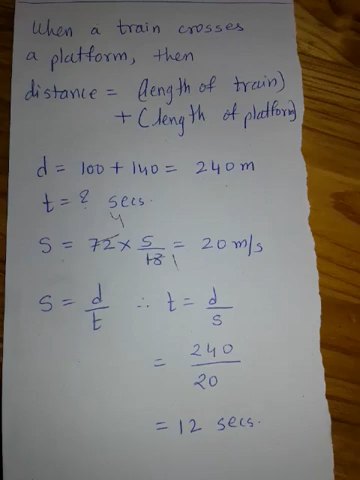 When a train crosses
a platform, then
distance = (length of train)
+ (length of platform)
d = 100 + 140 = 240 m
t = ? secs.
4
S = 72 × 5/18 = 20 m/s
1
S = d/t ∴ t = d/s
= 240/20
= 12 secs.